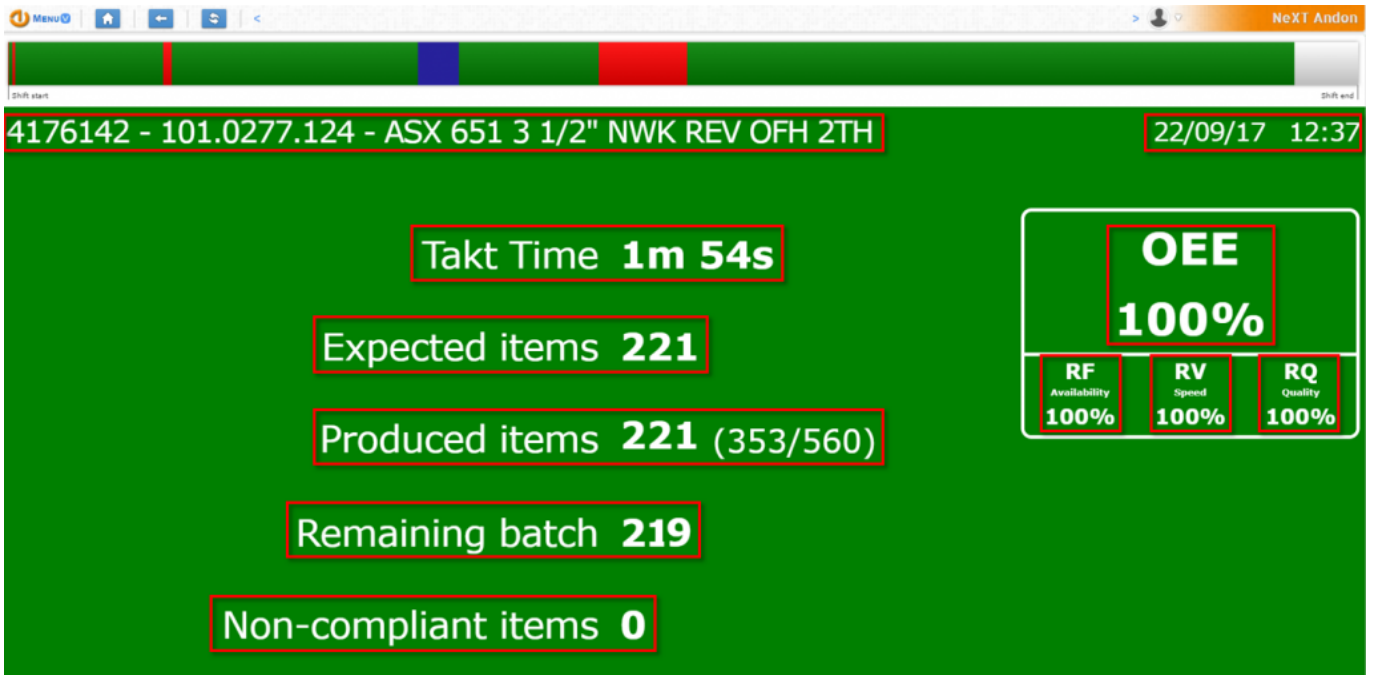 MENU
NeXT Andon
Shift start
Shift end
4176142 - 101.0277.124 - ASX 651 3 1/2" NWK REV OFH 2TH
22/09/17 12:37
Takt Time 1m 54s
Expected items 221
Produced items 221 (353/560)
Remaining batch 219
Non-compliant items 0
OEE
100%
RF RV RQ
Availability Speed Quality
100% 100% 100%